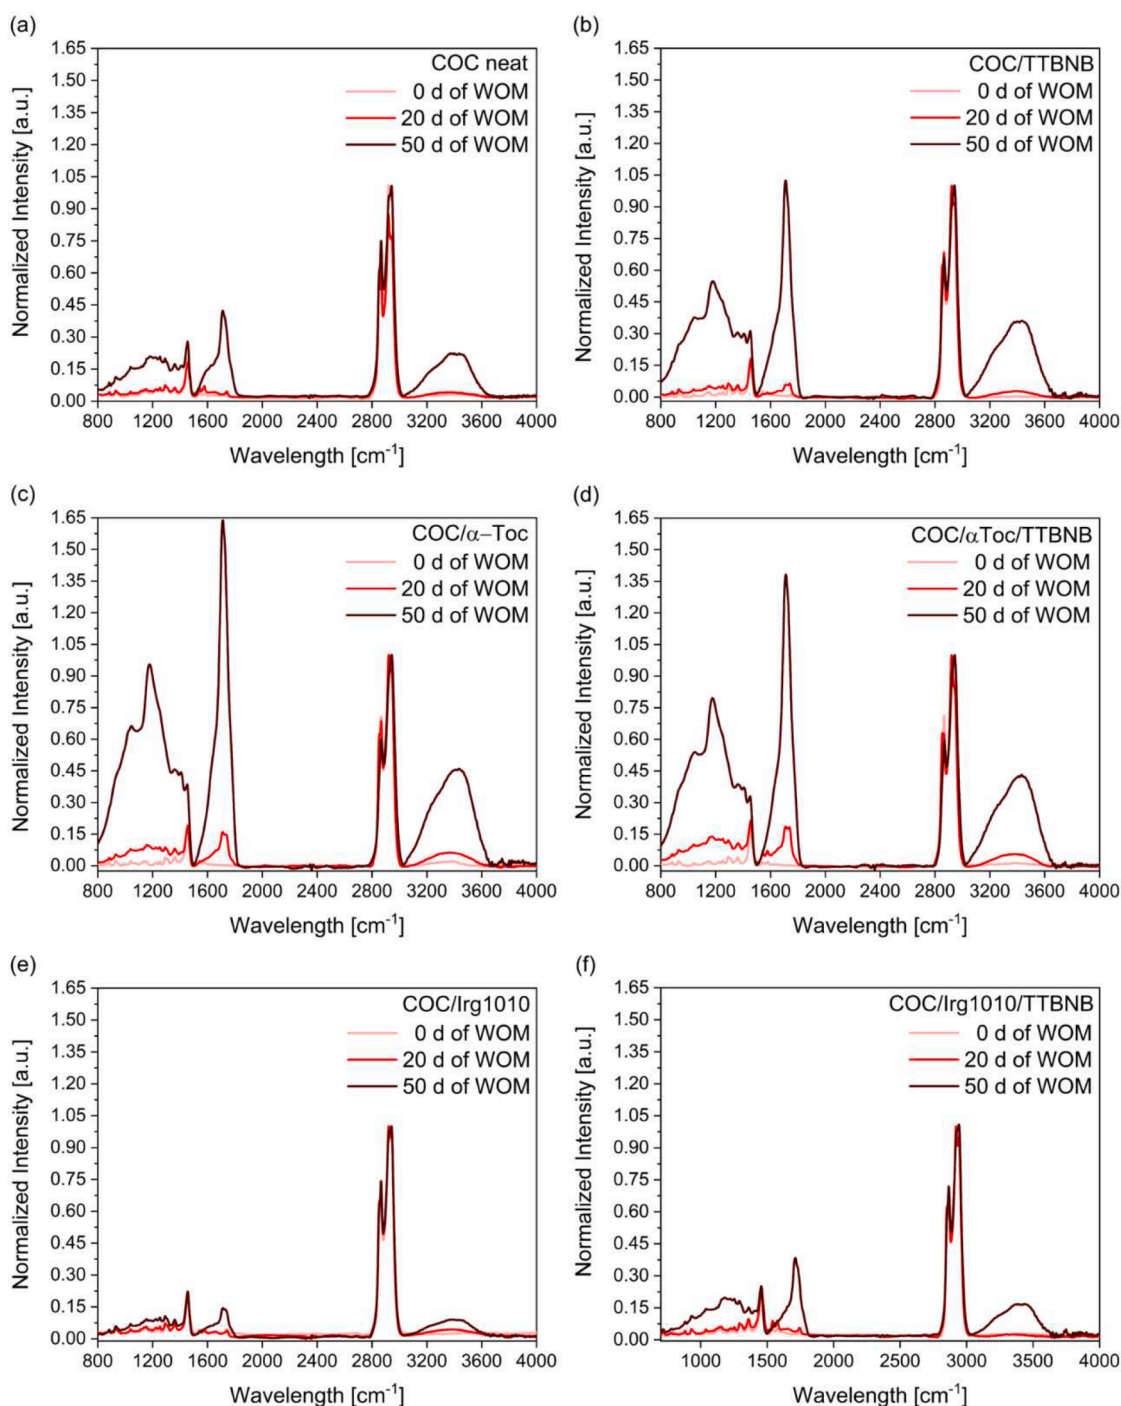 (a)
COC neat
0 d of WOM
20 d of WOM
50 d of WOM
Normalized Intensity [a.u.]
1.65
1.50
1.35
1.20
1.05
0.90
0.75
0.60
0.45
0.30
0.15
0.00
800 1200 1600 2000 2400 2800 3200 3600 4000
Wavelength [cm-1]
(b)
COC/TTBNB
0 d of WOM
20 d of WOM
50 d of WOM
Normalized Intensity [a.u.]
1.65
1.50
1.35
1.20
1.05
0.90
0.75
0.60
0.45
0.30
0.15
0.00
800 1200 1600 2000 2400 2800 3200 3600 4000
Wavelength [cm-1]
(c)
COC/α−Toc
0 d of WOM
20 d of WOM
50 d of WOM
Normalized Intensity [a.u.]
1.65
1.50
1.35
1.20
1.05
0.90
0.75
0.60
0.45
0.30
0.15
0.00
800 1200 1600 2000 2400 2800 3200 3600 4000
Wavelength [cm-1]
(d)
COC/αToc/TTBNB
0 d of WOM
20 d of WOM
50 d of WOM
Normalized Intensity [a.u.]
1.65
1.50
1.35
1.20
1.05
0.90
0.75
0.60
0.45
0.30
0.15
0.00
800 1200 1600 2000 2400 2800 3200 3600 4000
Wavelength [cm-1]
(e)
COC/Irg1010
0 d of WOM
20 d of WOM
50 d of WOM
Normalized Intensity [a.u.]
1.65
1.50
1.35
1.20
1.05
0.90
0.75
0.60
0.45
0.30
0.15
0.00
800 1200 1600 2000 2400 2800 3200 3600 4000
Wavelength [cm-1]
(f)
COC/Irg1010/TTBNB
0 d of WOM
20 d of WOM
50 d of WOM
Normalized Intensity [a.u.]
1.65
1.50
1.35
1.20
1.05
0.90
0.75
0.60
0.45
0.30
0.15
0.00
1000 1500 2000 2500 3000 3500 4000
Wavelength [cm-1]